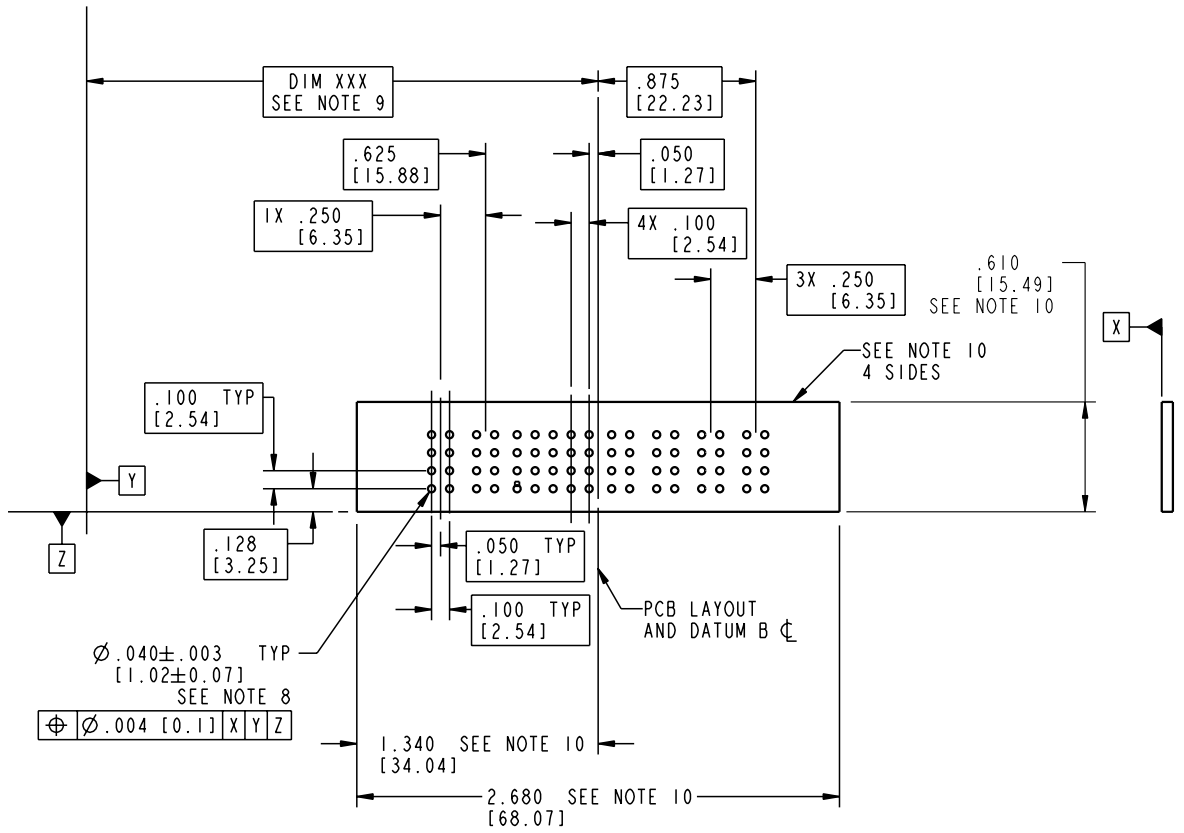 DIM XXX
SEE NOTE 9
.875
[22.23]
.625
[15.88]
.050
[1.27]
1X .250
[6.35]
4X .100
[2.54]
3X .250
[6.35]
.610
[15.49]
SEE NOTE 10
X
SEE NOTE 10
4 SIDES
.100 TYP
[2.54]
Y
Z
.128
[3.25]
.050 TYP
[1.27]
.100 TYP
[2.54]
PCB LAYOUT
AND DATUM B ℄
Ø.040±.003 TYP
[1.02±0.07]
SEE NOTE 8
⌖ Ø.004 [0.1] X Y Z
1.340 SEE NOTE 10
[34.04]
2.680 SEE NOTE 10
[68.07]